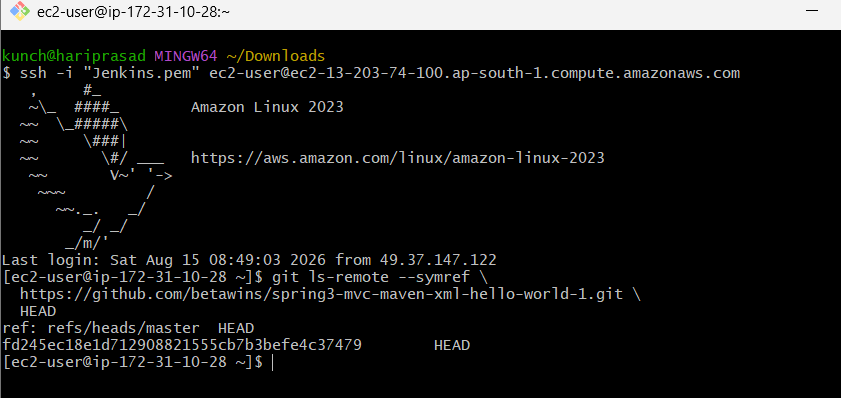 ec2-user@ip-172-31-10-28:~
kunch@hariprasad MINGW64 ~/Downloads
$ ssh -i "Jenkins.pem" ec2-user@ec2-13-203-74-100.ap-south-1.compute.amazonaws.com
   ,     #_
   ~\_  ####_        Amazon Linux 2023
  ~~  \_#####\
  ~~     \###|
  ~~       \#/ ___   https://aws.amazon.com/linux/amazon-linux-2023
   ~~       V~' '->
    ~~~         /
      ~~._.   _/
         _/ _/
       _/m/'
Last login: Sat Aug 15 08:49:03 2026 from 49.37.147.122
[ec2-user@ip-172-31-10-28 ~]$ git ls-remote --symref \
  https://github.com/betawins/spring3-mvc-maven-xml-hello-world-1.git \
  HEAD
ref: refs/heads/master  HEAD
fd245ec18e1d712908821555cb7b3befe4c37479        HEAD
[ec2-user@ip-172-31-10-28 ~]$